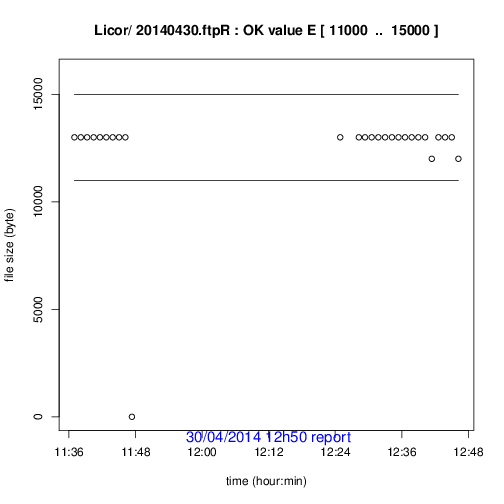 Licor/ 20140430.ftpR : OK value E [ 11000 .. 15000 ]
file size (byte)
15000
10000
5000
0
30/04/2014 12h50 report
11:36 11:48 12:00 12:12 12:24 12:36 12:48
time (hour:min)